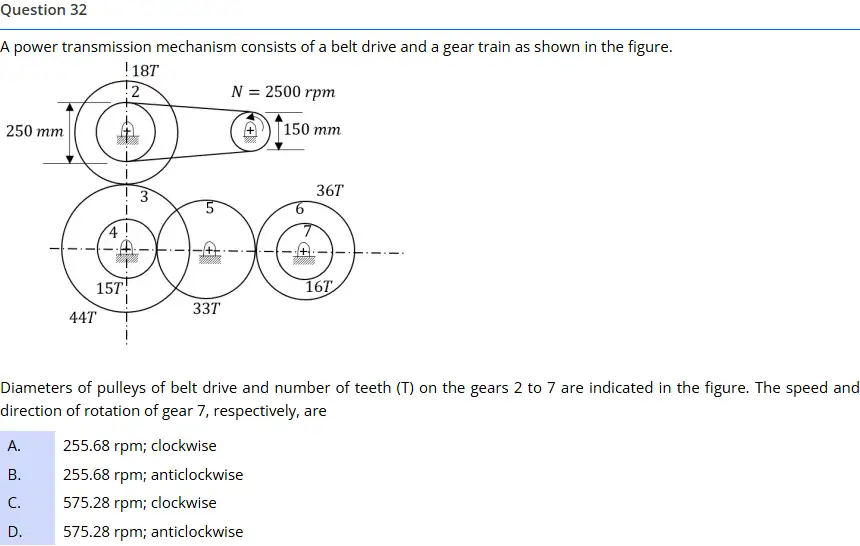 Question 32
A power transmission mechanism consists of a belt drive and a gear train as shown in the figure.
18T
2
N = 2500 rpm
250 mm
150 mm
3
36T
5
6
4
7
15T
16T
33T
44T
Diameters of pulleys of belt drive and number of teeth (T) on the gears 2 to 7 are indicated in the figure. The speed and
direction of rotation of gear 7, respectively, are
A. 255.68 rpm; clockwise
B. 255.68 rpm; anticlockwise
C. 575.28 rpm; clockwise
D. 575.28 rpm; anticlockwise